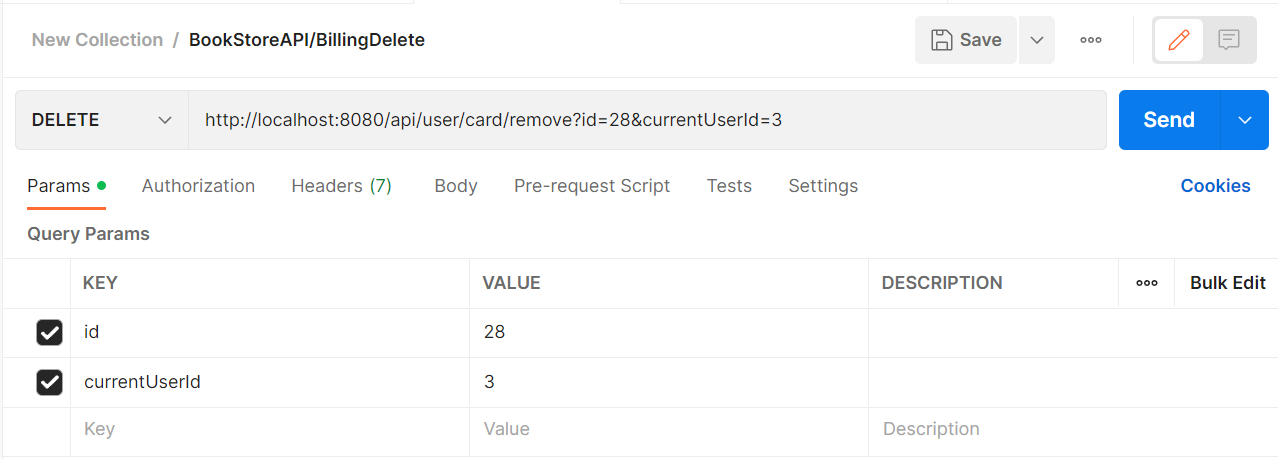 New Collection / BookStoreAPI/BillingDelete Save
DELETE http://localhost:8080/api/user/card/remove?id=28&currentUserId=3 Send
Params Authorization Headers (7) Body Pre-request Script Tests Settings Cookies
Query Params
KEY VALUE DESCRIPTION Bulk Edit
id 28
currentUserId 3
Key Value Description